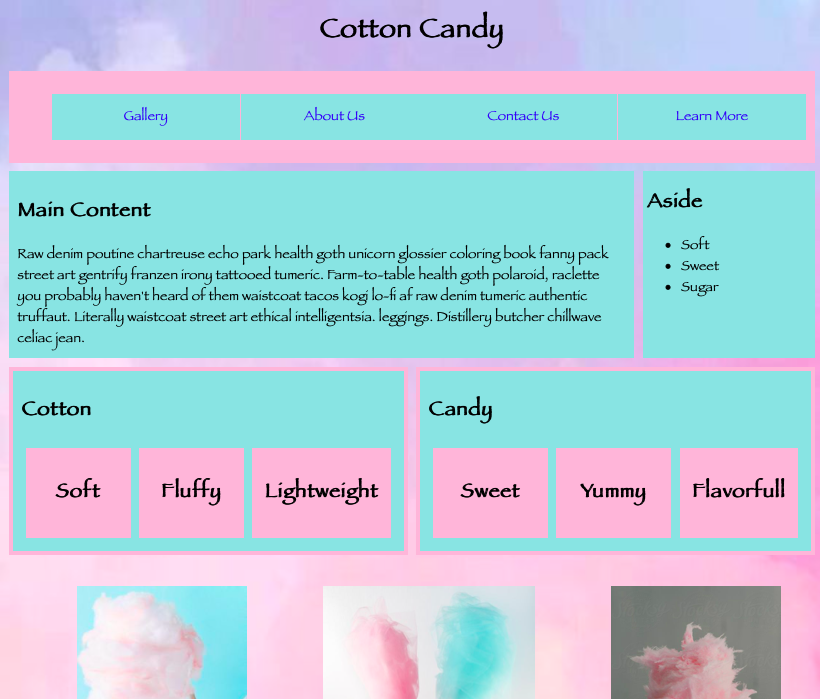 Cotton Candy
Gallery About Us Contact Us Learn More
Main Content
Raw denim poutine chartreuse echo park health goth unicorn glossier coloring book fanny pack
street art gentrify franzen irony tattooed tumeric. Farm-to-table health goth polaroid, raclette
you probably haven't heard of them waistcoat tacos kogi lo-fi af raw denim tumeric authentic
truffaut. Literally waistcoat street art ethical intelligentsia. leggings. Distillery butcher chillwave
celiac jean.
Aside
• Soft
• Sweet
• Sugar
Cotton
Soft Fluffy Lightweight
Candy
Sweet Yummy Flavorfull